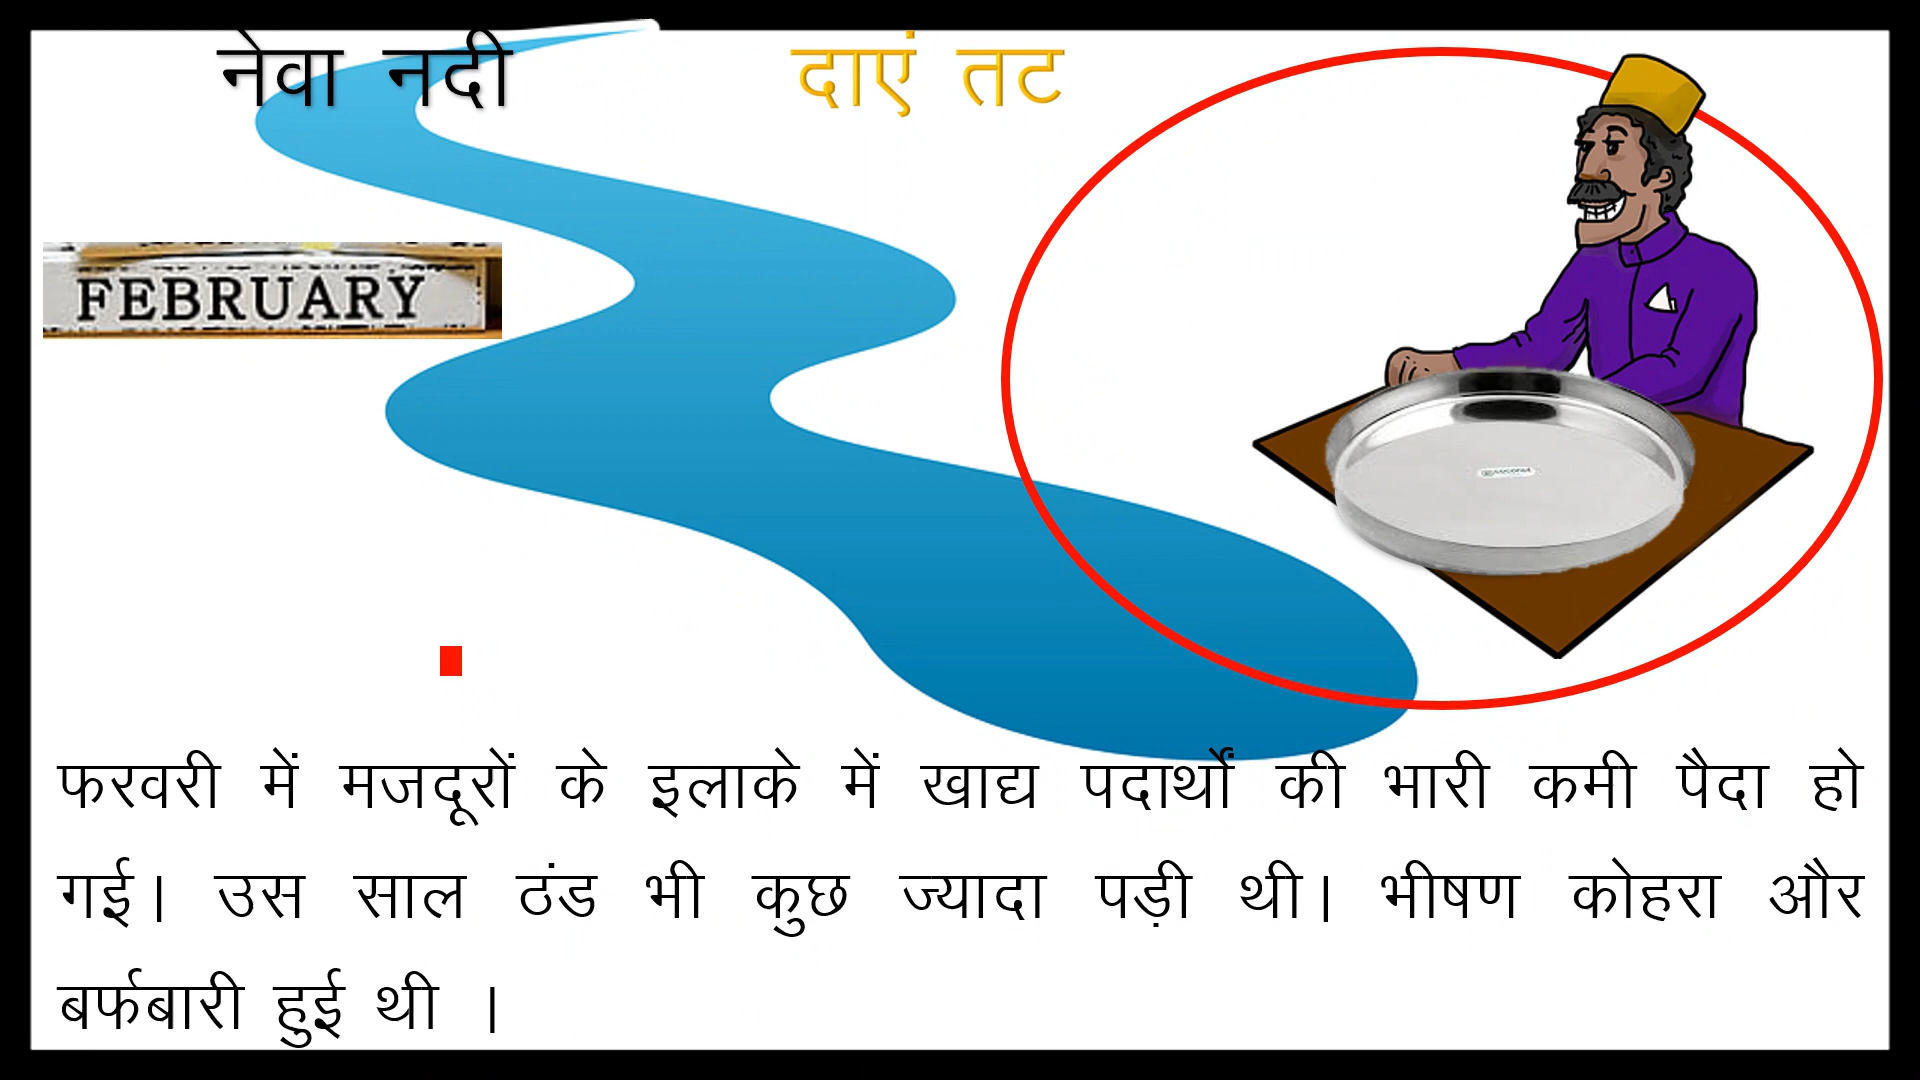 नेवा नदी
दाएं तट
FEBRUARY
फरवरी में मजदूरों के इलाके में खाद्य पदार्थों की भारी कमी पैदा हो
गई। उस साल ठंड भी कुछ ज्यादा पड़ी थी। भीषण कोहरा और
बर्फबारी हुई थी ।